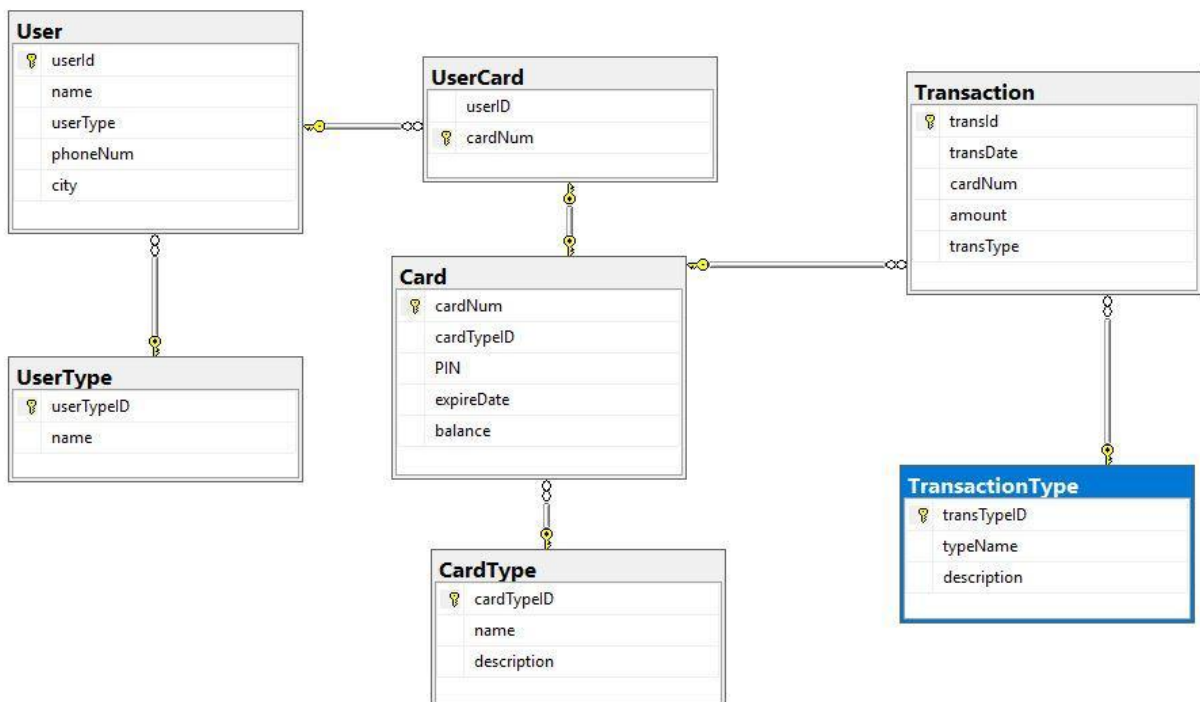 User
userId
name
userType
phoneNum
city
UserCard
userID
cardNum
Transaction
transId
transDate
cardNum
amount
transType
Card
cardNum
cardTypeID
PIN
expireDate
balance
UserType
userTypeID
name
TransactionType
transTypeID
typeName
description
CardType
cardTypeID
name
description